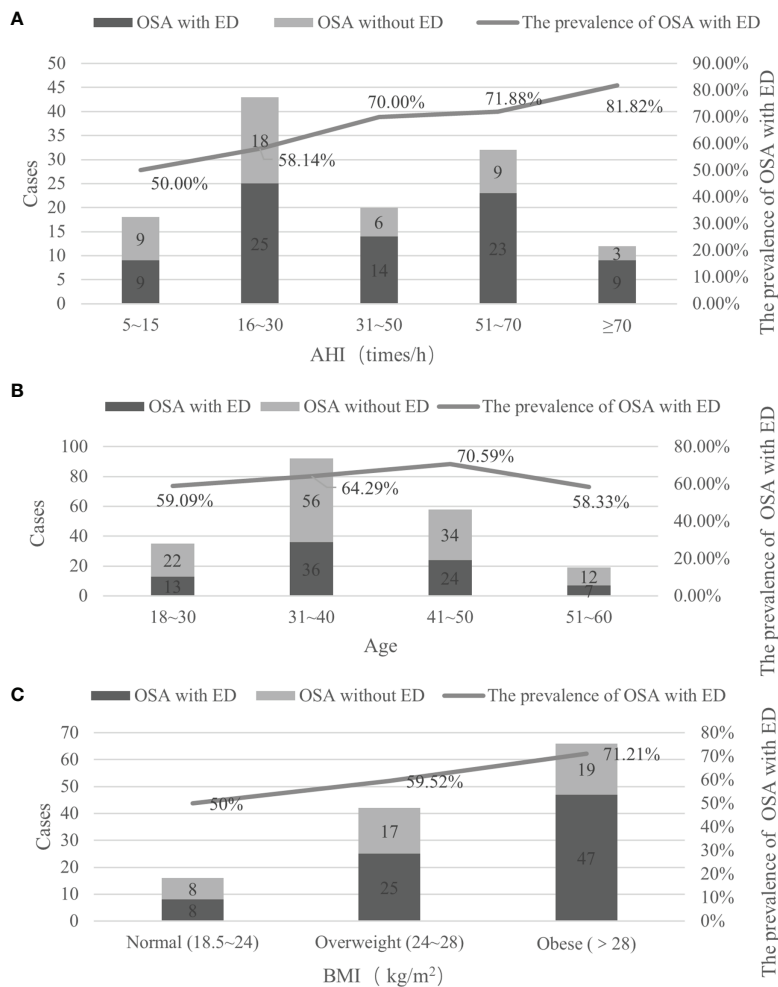 A
OSA with ED OSA without ED The prevalence of OSA with ED
50 90.00%
45 80.00%
40 70.00%
35 60.00%
30 50.00%
25 40.00%
20 30.00%
15 20.00%
10 10.00%
5 0.00%
0
Cases
The prevalence of OSA with ED
50.00% 58.14% 70.00% 71.88% 81.82%
9 18 6 9 3
9 25 14 23 9
5~15 16~30 31~50 51~70 ≥70
AHI (times/h)
B
OSA with ED OSA without ED The prevalence of OSA with ED
100 80.00%
80 60.00%
60 40.00%
40 20.00%
20 0.00%
0
Cases
The prevalence of OSA with ED
59.09% 64.29% 70.59% 58.33%
22 56 34 12
13 36 24 7
18~30 31~40 41~50 51~60
Age
C
OSA with ED OSA without ED The prevalence of OSA with ED
70 80%
60 70%
50 60%
40 50%
30 40%
20 30%
10 20%
0 10%
0%
Cases
The prevalence of OSA with ED
50% 59.52% 71.21%
8 17 19
8 25 47
Normal (18.5~24) Overweight (24~28) Obese ( > 28)
BMI ( kg/m²)